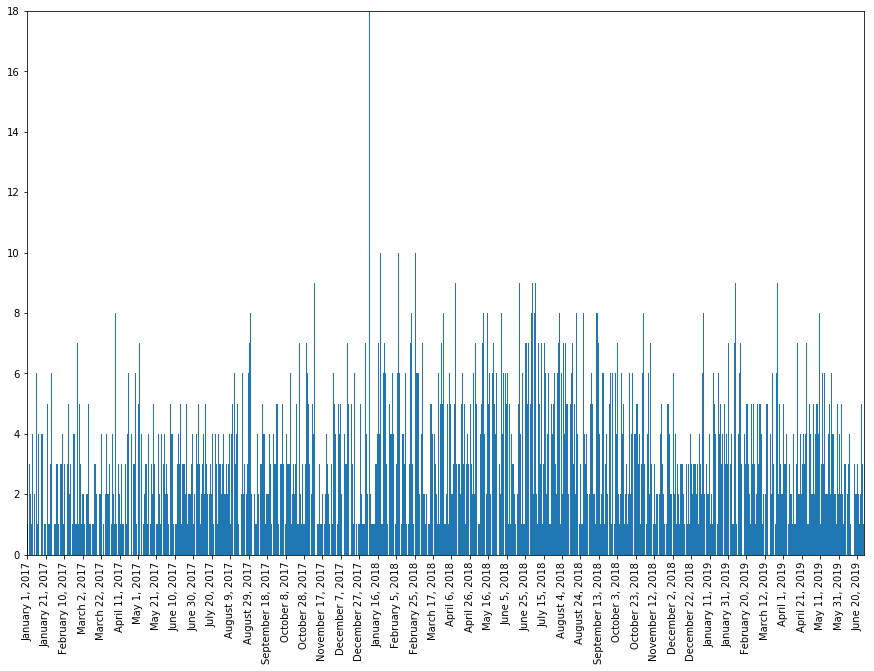 18
16
14
12
10
8
6
4
2
0
January 1, 2017
January 21, 2017
February 10, 2017
March 2, 2017
March 22, 2017
April 11, 2017
May 1, 2017
May 21, 2017
June 10, 2017
June 30, 2017
July 20, 2017
August 9, 2017
August 29, 2017
September 18, 2017
October 8, 2017
October 28, 2017
November 17, 2017
December 7, 2017
December 27, 2017
January 16, 2018
February 5, 2018
February 25, 2018
March 17, 2018
April 6, 2018
April 26, 2018
May 16, 2018
June 5, 2018
June 25, 2018
July 15, 2018
August 4, 2018
August 24, 2018
September 13, 2018
October 3, 2018
October 23, 2018
November 12, 2018
December 2, 2018
December 22, 2018
January 11, 2019
January 31, 2019
February 20, 2019
March 12, 2019
April 1, 2019
April 21, 2019
May 11, 2019
May 31, 2019
June 20, 2019